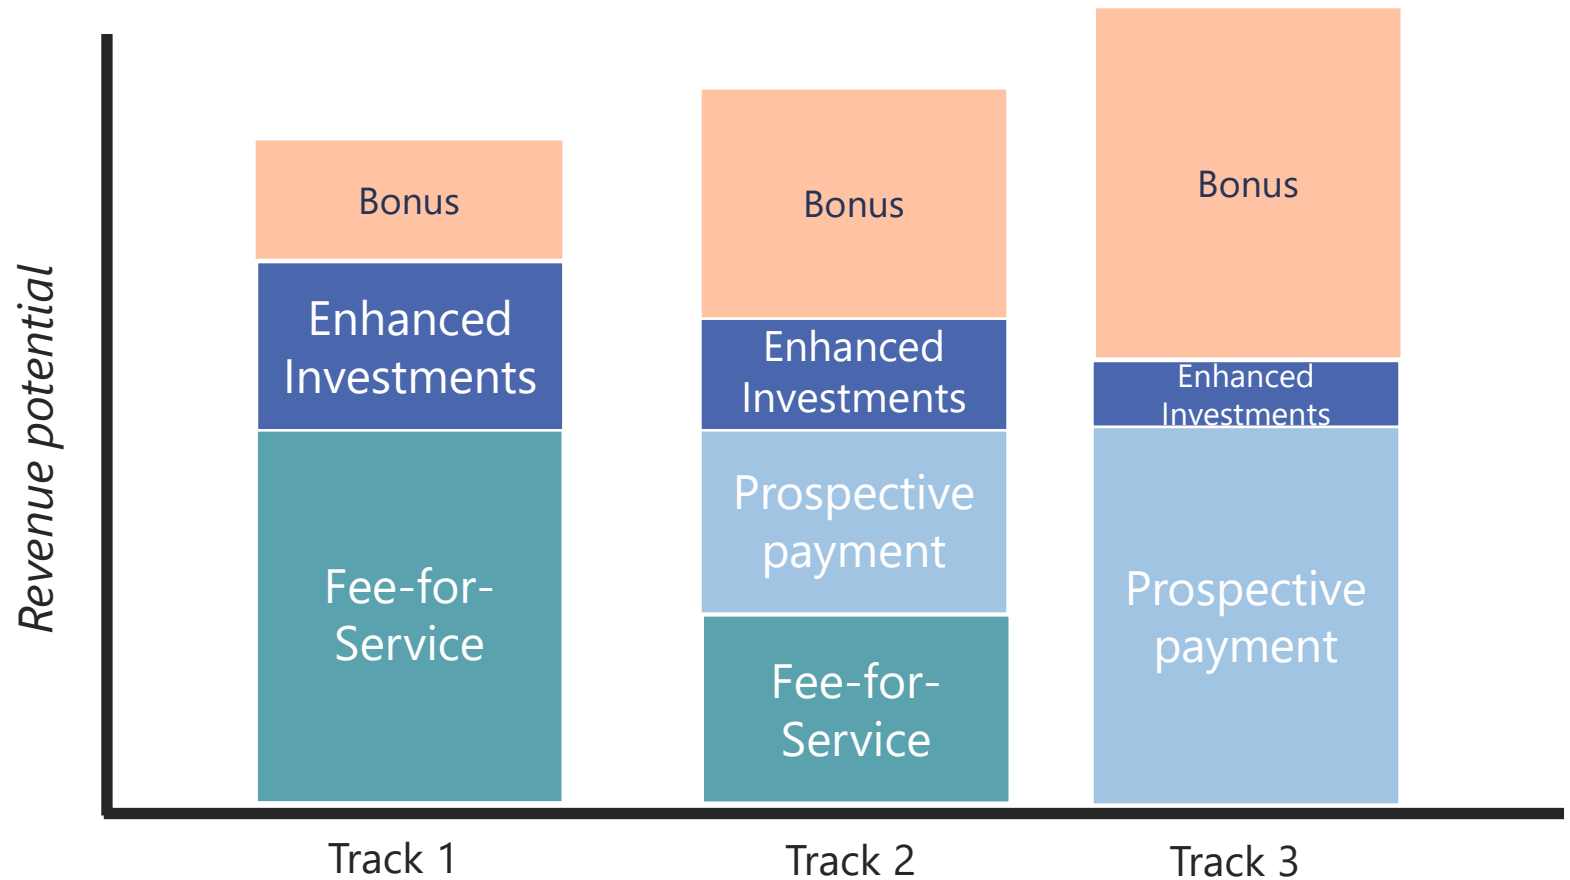 Revenue potential
Bonus
Enhanced
Investments
Fee-for-
Service
Track 1
Bonus
Enhanced
Investments
Prospective
payment
Fee-for-
Service
Track 2
Bonus
Enhanced
Investments
Prospective
payment
Track 3